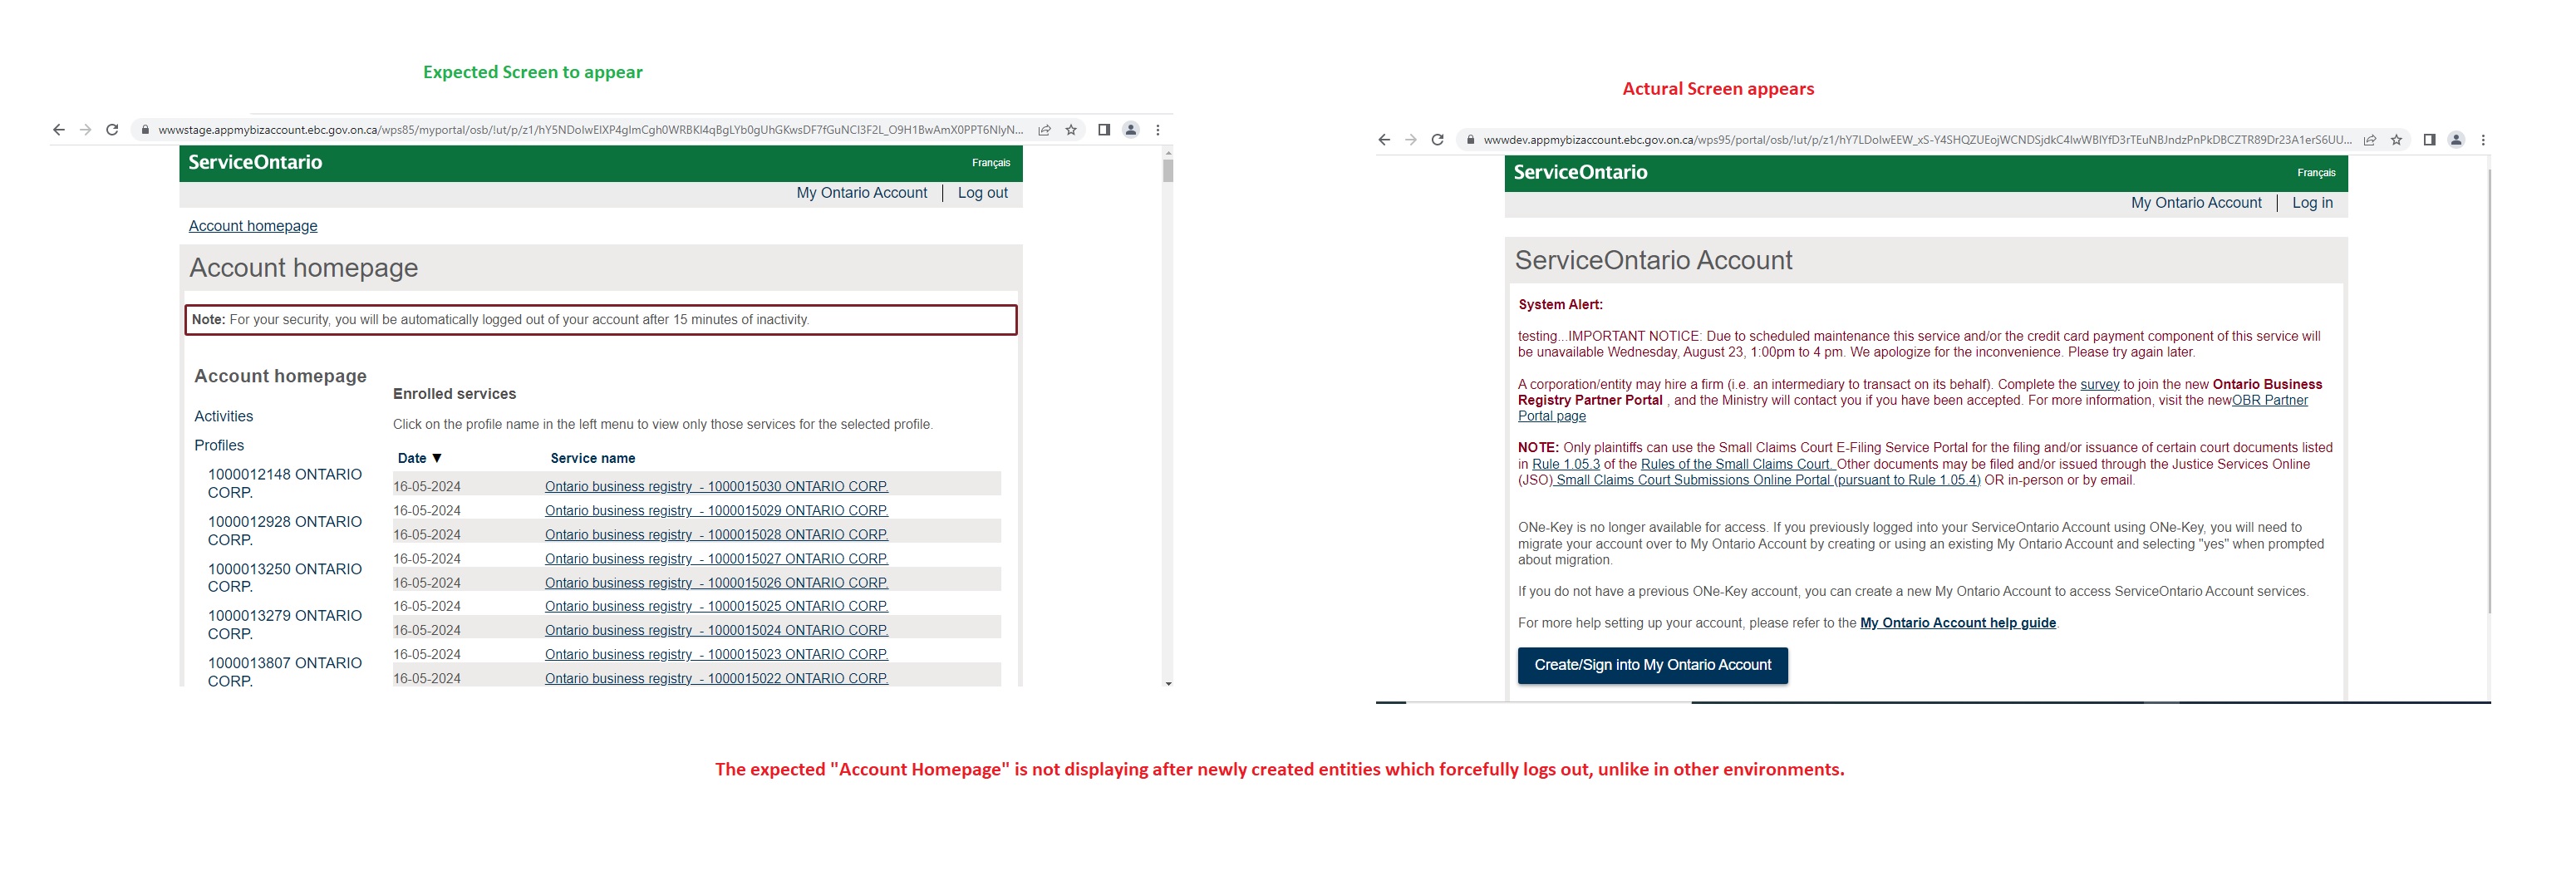 Expected Screen to appear
wwwstage.appmybizaccount.ebc.gov.on.ca/wps85/myportal/osb/!ut/p/z1/
ServiceOntario
Français
My Ontario Account | Log out
Account homepage
Account homepage
Note: For your security, you will be automatically logged out of your account after 15 minutes of inactivity.
Account homepage
Activities
Profiles
1000012148 ONTARIO
CORP.
1000012928 ONTARIO
CORP.
1000013250 ONTARIO
CORP.
1000013279 ONTARIO
CORP.
1000013807 ONTARIO
CORP.
Enrolled services
Click on the profile name in the left menu to view only those services for the selected profile.
Date ▼ Service name
16-05-2024 Ontario business registry - 1000015030 ONTARIO CORP.
16-05-2024 Ontario business registry - 1000015029 ONTARIO CORP.
16-05-2024 Ontario business registry - 1000015028 ONTARIO CORP.
16-05-2024 Ontario business registry - 1000015027 ONTARIO CORP.
16-05-2024 Ontario business registry - 1000015026 ONTARIO CORP.
16-05-2024 Ontario business registry - 1000015025 ONTARIO CORP.
16-05-2024 Ontario business registry - 1000015024 ONTARIO CORP.
16-05-2024 Ontario business registry - 1000015023 ONTARIO CORP.
16-05-2024 Ontario business registry - 1000015022 ONTARIO CORP.
Actural Screen appears
wwwdev.appmybizaccount.ebc.gov.on.ca/wps95/portal/osb/!ut/p/z1/
ServiceOntario
Français
My Ontario Account | Log in
ServiceOntario Account
System Alert:
testing...IMPORTANT NOTICE: Due to scheduled maintenance this service and/or the credit card payment component of this service will
be unavailable Wednesday, August 23, 1:00pm to 4 pm. We apologize for the inconvenience. Please try again later.
A corporation/entity may hire a firm (i.e. an intermediary to transact on its behalf). Complete the survey to join the new Ontario Business
Registry Partner Portal , and the Ministry will contact you if you have been accepted. For more information, visit the newOBR Partner
Portal page
NOTE: Only plaintiffs can use the Small Claims Court E-Filing Service Portal for the filing and/or issuance of certain court documents listed
in Rule 1.05.3 of the Rules of the Small Claims Court. Other documents may be filed and/or issued through the Justice Services Online
(JSO) Small Claims Court Submissions Online Portal (pursuant to Rule 1.05.4) OR in-person or by email.
ONe-Key is no longer available for access. If you previously logged into your ServiceOntario Account using ONe-Key, you will need to
migrate your account over to My Ontario Account by creating or using an existing My Ontario Account and selecting "yes" when prompted
about migration.
If you do not have a previous ONe-Key account, you can create a new My Ontario Account to access ServiceOntario Account services.
For more help setting up your account, please refer to the My Ontario Account help guide.
Create/Sign into My Ontario Account
The expected "Account Homepage" is not displaying after newly created entities which forcefully logs out, unlike in other environments.